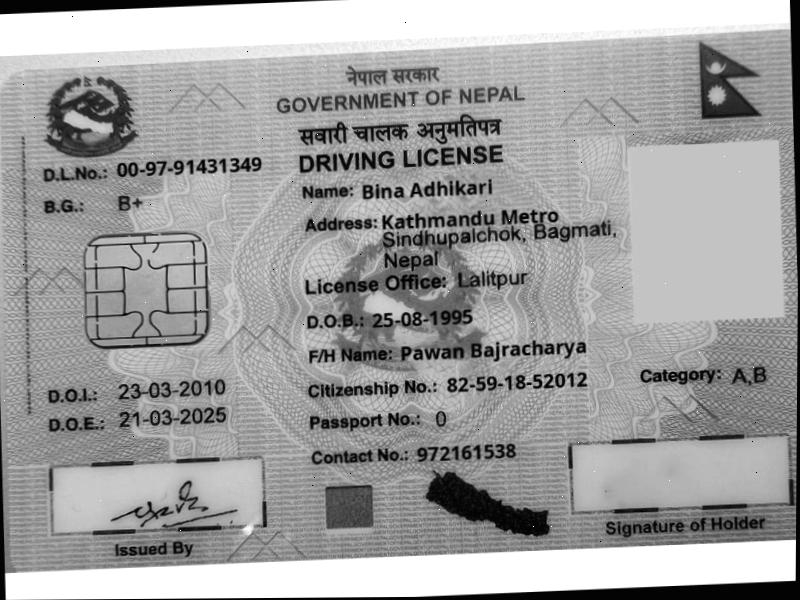 नेपाल सरकार
GOVERNMENT OF NEPAL
सवारी चालक अनुमतिपत्र
DRIVING LICENSE
D.L.No.: 00-97-91431349
B.G.: B+
Name: Bina Adhikari
Address: Kathmandu Metro
Sindhupalchok, Bagmati,
Nepal
License Office: Lalitpur
D.O.B.: 25-08-1995
F/H Name: Pawan Bajracharya
D.O.I.: 23-03-2010
Citizenship No.: 82-59-18-52012
Category: A,B
D.O.E.: 21-03-2025
Passport No.: 0
Contact No.: 972161538
Issued By
Signature of Holder